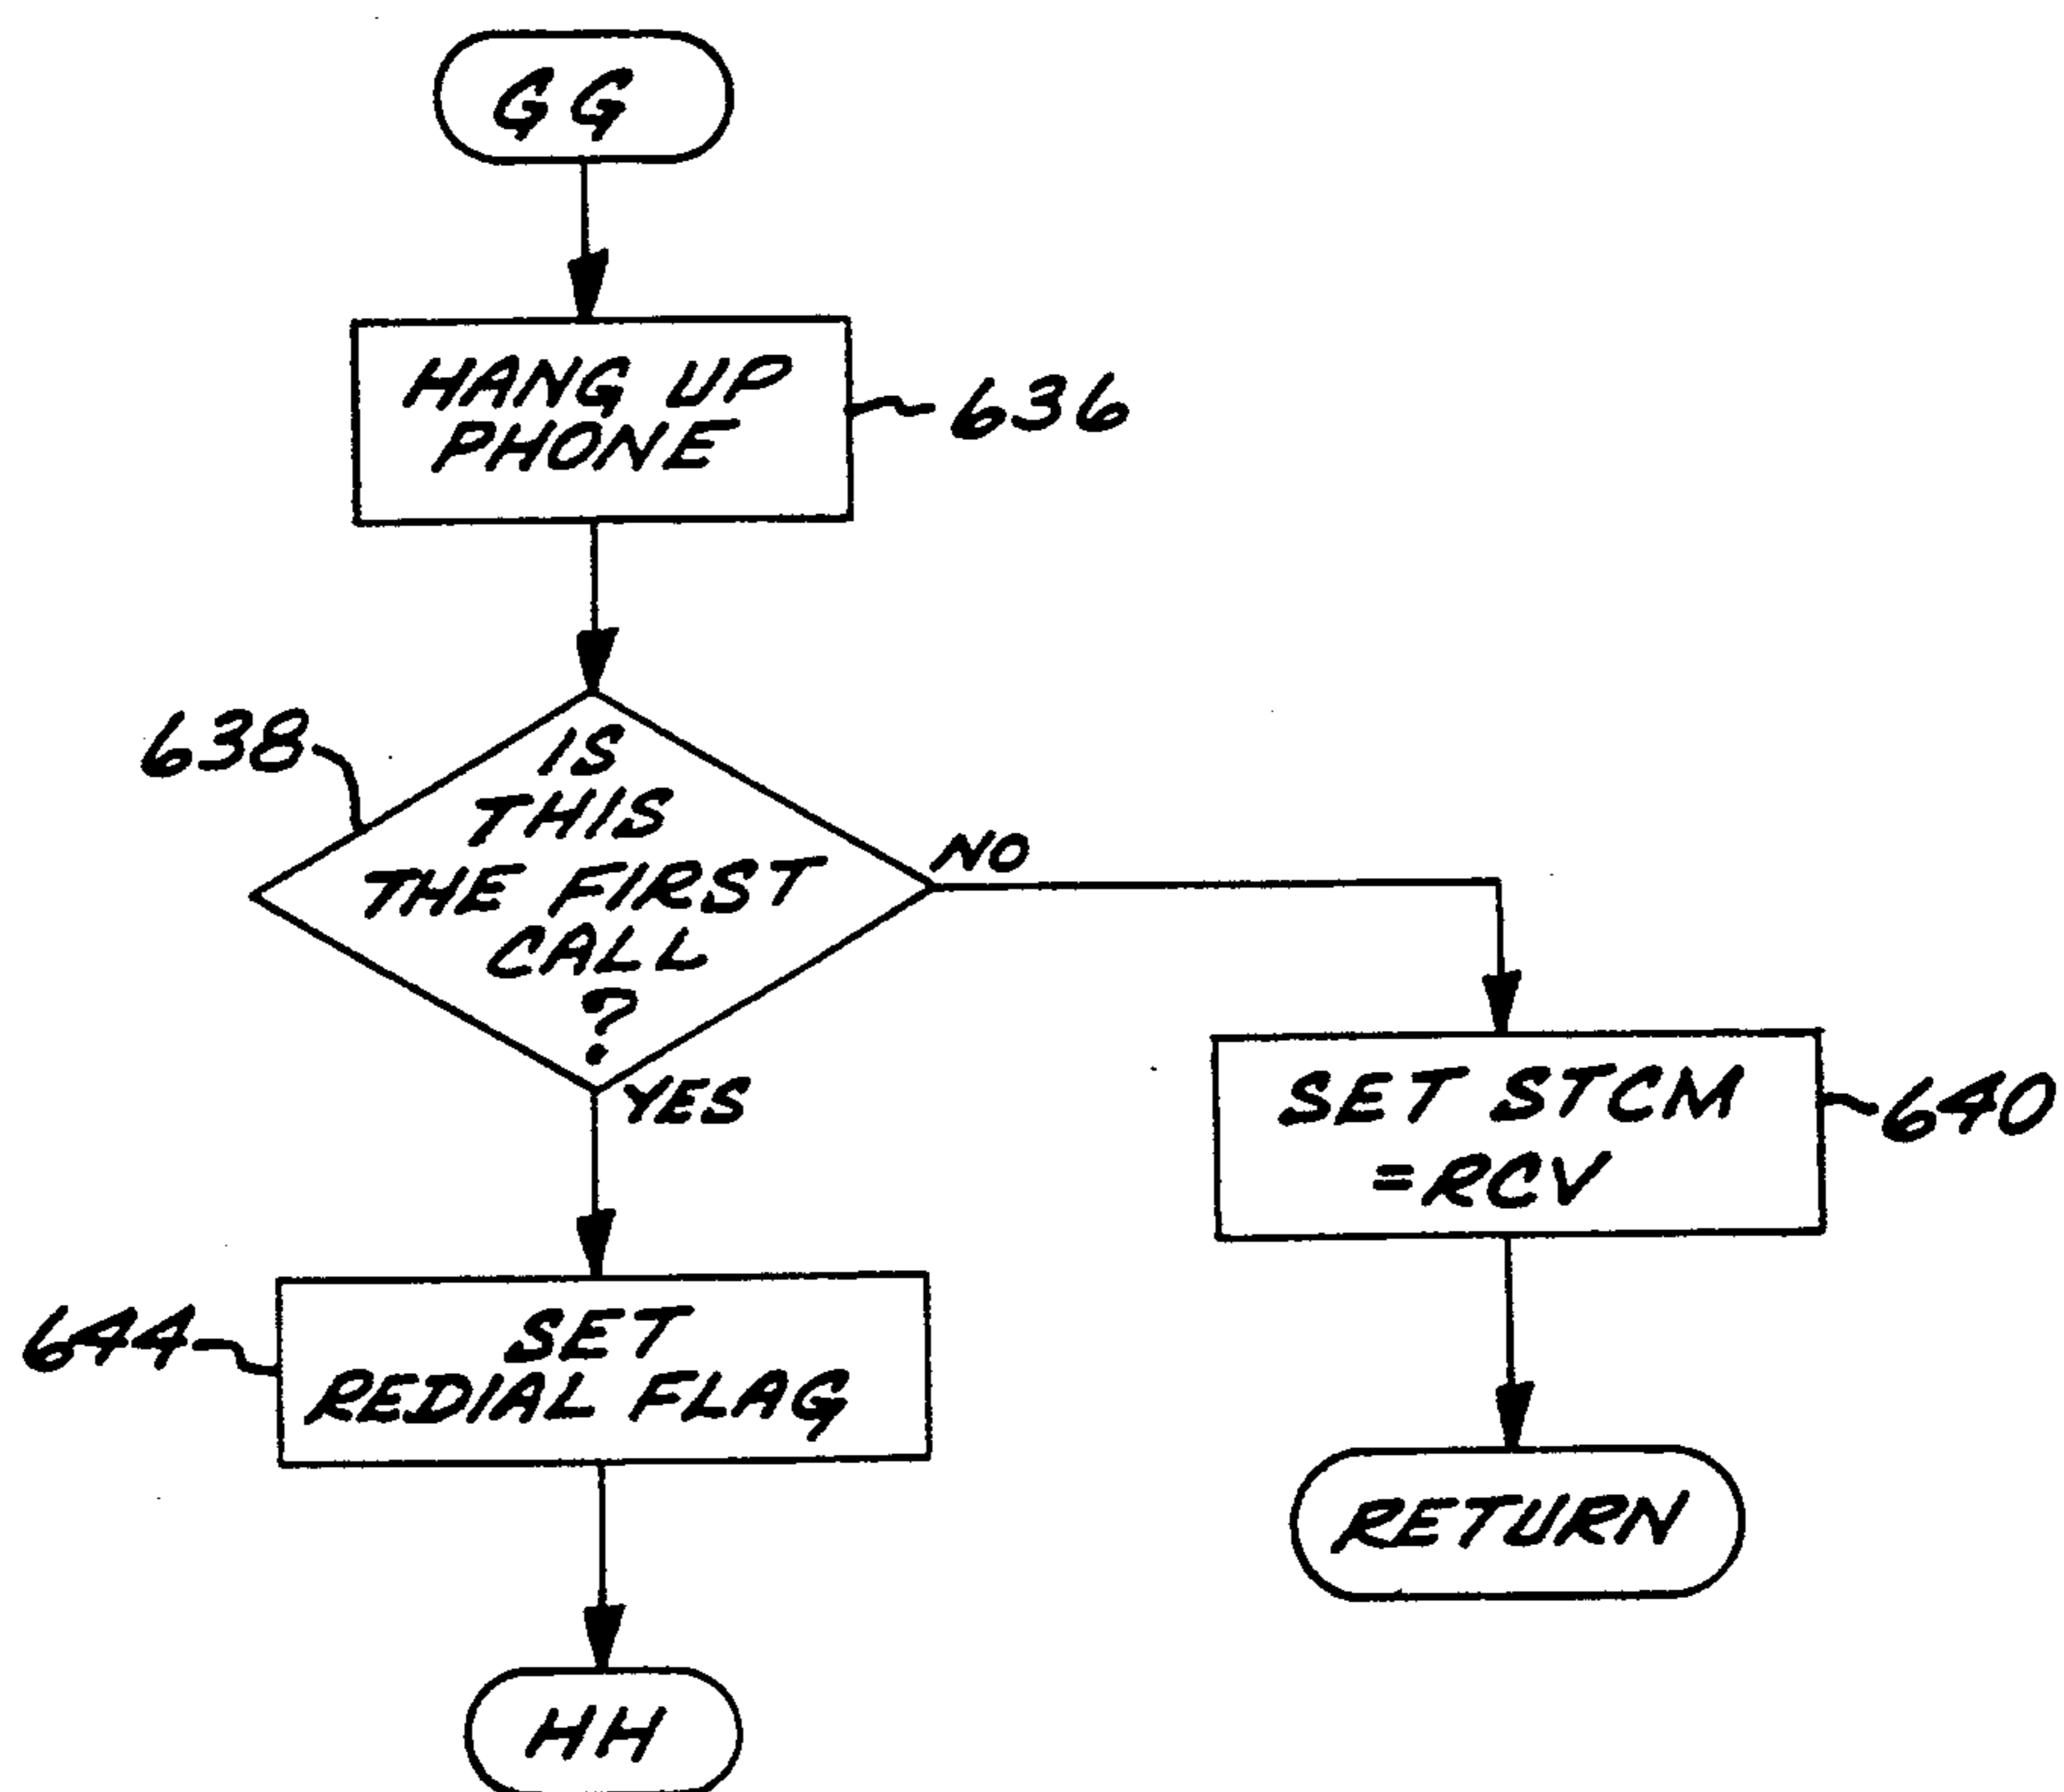 GG
HANG UP
PHONE
636
638
IS
THIS
THE FIRST
CALL
?
NO
YES
SET STCM
=RCV
640
644
SET
REDIAL FLAG
RETURN
HH